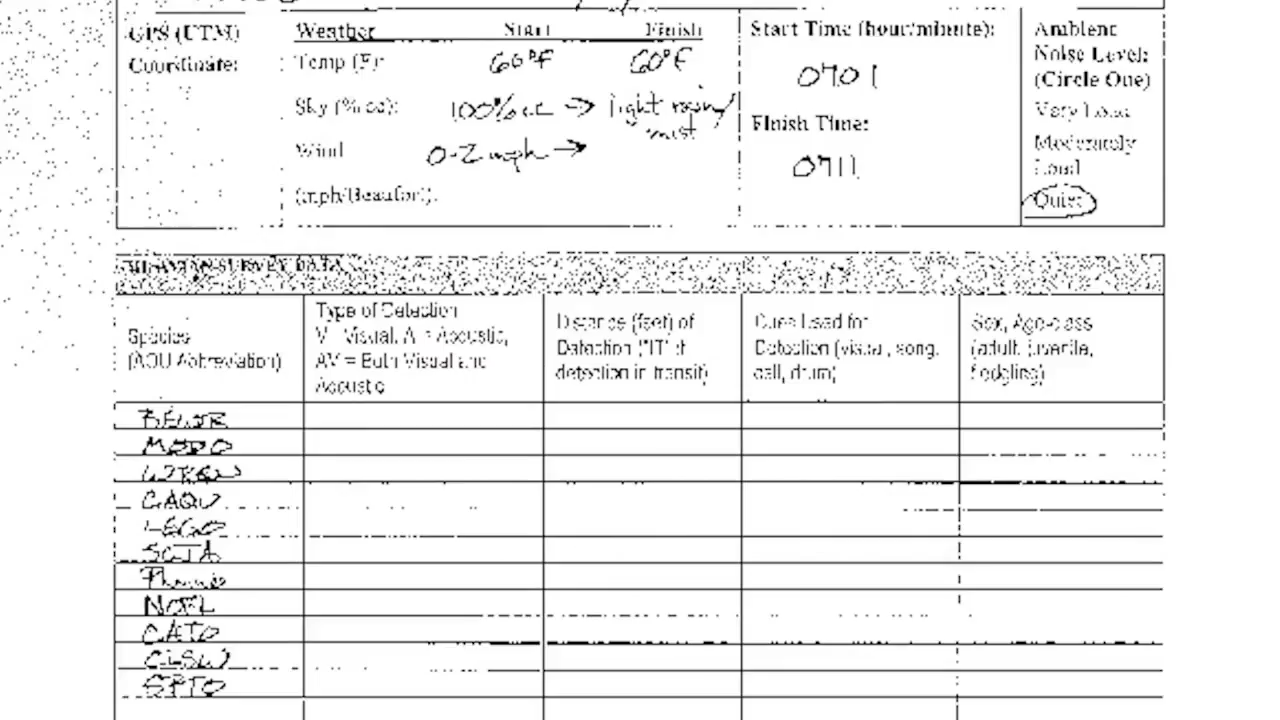 GPS (UTM) Coordinate:
Weather Start Finish
Temp (F): 60°F 60°F
Sky (% cc): 100% cc → light rain/ mist
Wind 0-2 mph →
(mph/Beaufort):
Start Time (hour/minute):
0701
Finish Time:
0711
Ambient
Noise Level:
(Circle One)
Very Loud
Moderately
Loud
Quiet
AVIAN SURVEY DATA
Species
(AOU Abbreviation)
Type of Detection
V = Visual, A = Acoustic,
AV = Both Visual and
Acoustic
Distance (feet) of
Detection ("IT" if
detection in transit)
Cues Used for
Detection (visual, song,
call, drum)
Sex, Age-class
(adult, juvenile,
fledgling)
BEWR
MODO
CAQU
LEGO
SCJA
NOFL
CATO
CLSW
SPTO